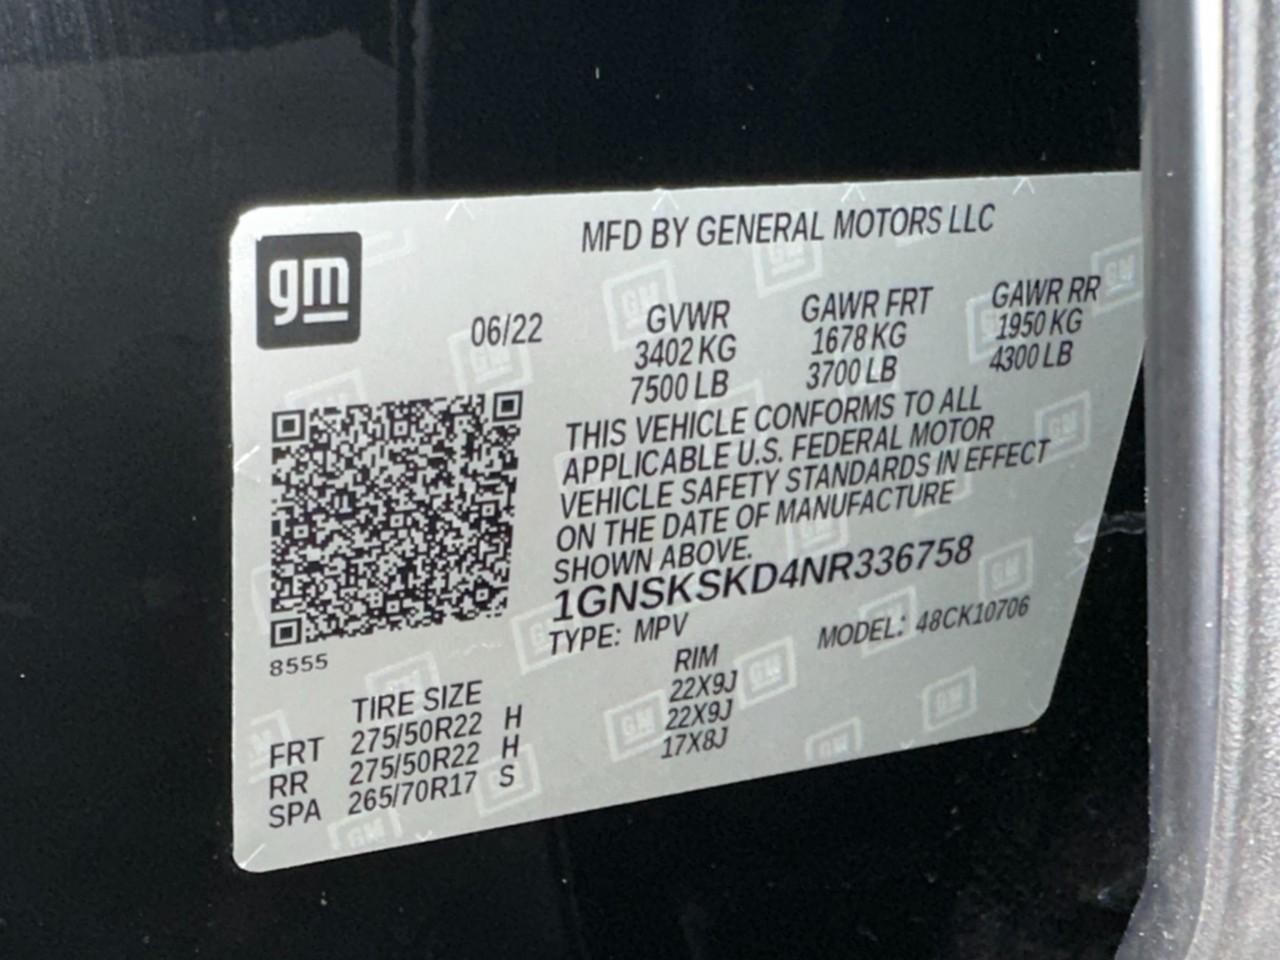 gm
MFD BY GENERAL MOTORS LLC
06/22 GVWR GAWR FRT GAWR RR
3402 KG 1678 KG 1950 KG
7500 LB 3700 LB 4300 LB
THIS VEHICLE CONFORMS TO ALL
APPLICABLE U.S. FEDERAL MOTOR
VEHICLE SAFETY STANDARDS IN EFFECT
ON THE DATE OF MANUFACTURE
SHOWN ABOVE.
1GNSKSKD4NR336758
TYPE: MPV MODEL: 48CK10706
8555
TIRE SIZE RIM
FRT 275/50R22 H 22X9J
RR 275/50R22 H 22X9J
SPA 265/70R17 S 17X8J